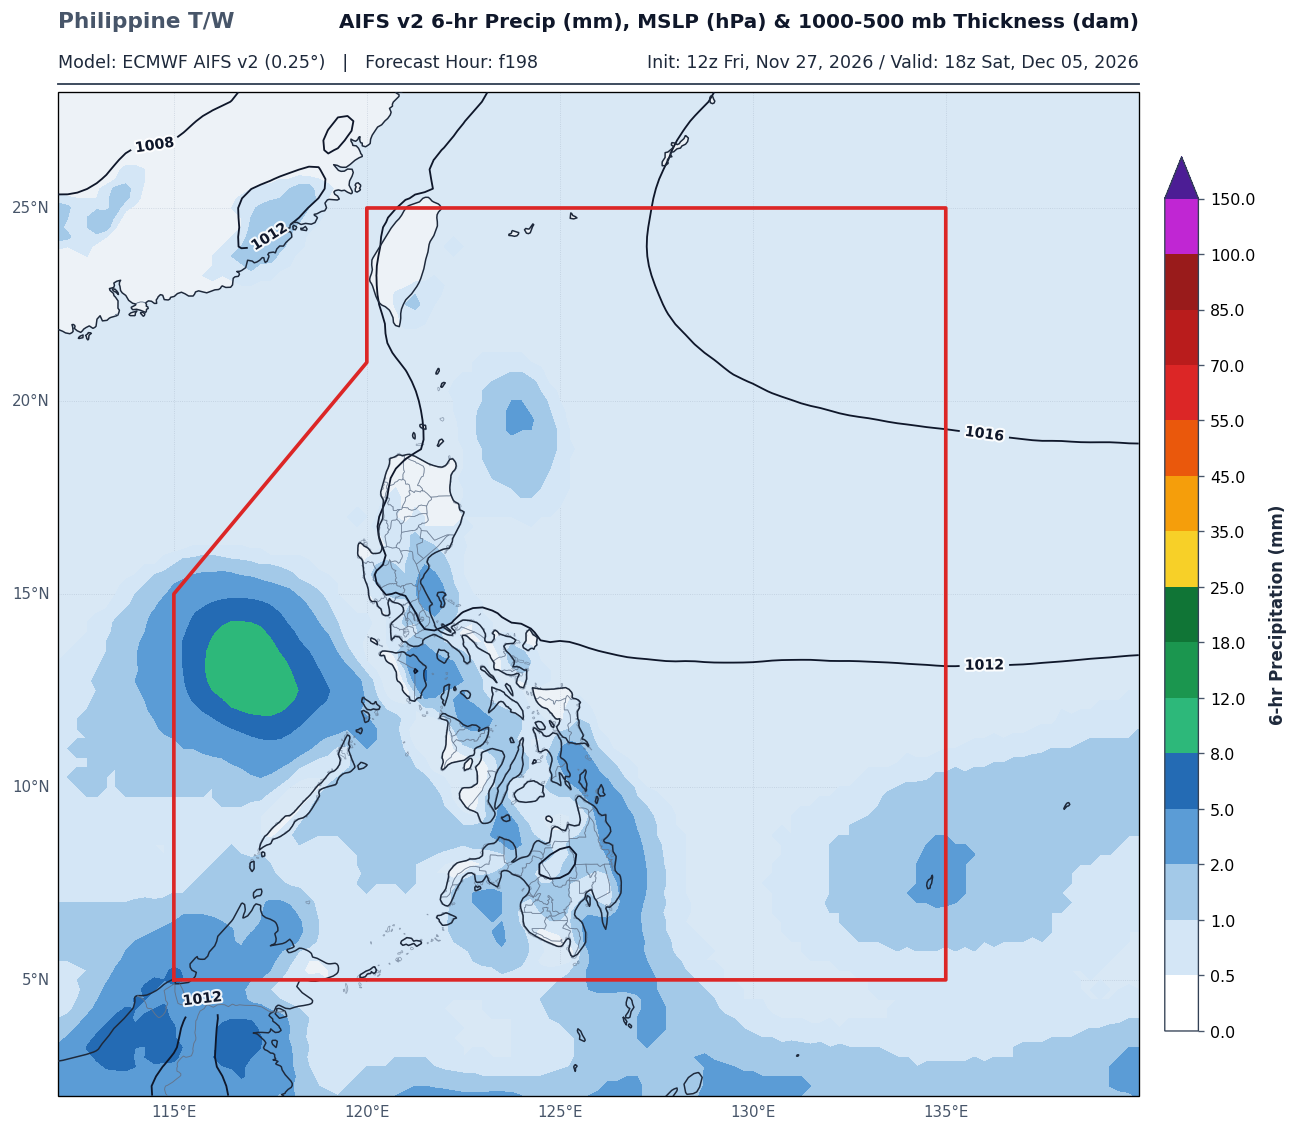 Philippine T/W
AIFS v2 6-hr Precip (mm), MSLP (hPa) & 1000-500 mb Thickness (dam)
Model: ECMWF AIFS v2 (0.25°) | Forecast Hour: f198
Init: 12z Fri, Nov 27, 2026 / Valid: 18z Sat, Dec 05, 2026
1008
1012
1016
1012
1012
25°N
20°N
15°N
10°N
5°N
115°E
120°E
125°E
130°E
135°E
150.0
100.0
85.0
70.0
55.0
45.0
35.0
25.0
18.0
12.0
8.0
5.0
2.0
1.0
0.5
0.0
6-hr Precipitation (mm)